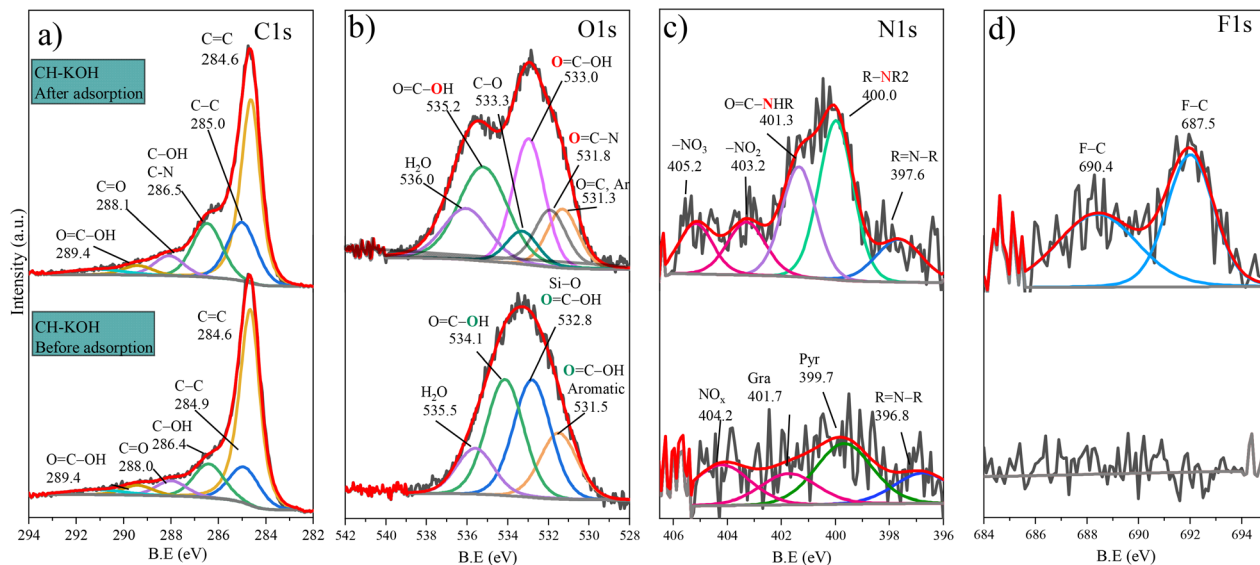 a)
C1s
CH-KOH
After adsorption
C=C
284.6
C–C
285.0
C–OH
C-N
286.5
C=O
288.1
O=C–OH
289.4
CH-KOH
Before adsorption
C=C
284.6
C–C
284.9
C–OH
286.4
C=O
288.0
O=C–OH
289.4
Intensity (a.u.)
294 292 290 288 286 284 282
B.E (eV)
b)
O1s
O=C–OH
533.0
O=C–OH
535.2
C–O
533.3
O=C–N
531.8
H₂O
536.0
O=C, Ar
531.3
Si–O
O=C–OH
532.8
O=C–OH
534.1
O=C–OH
Aromatic
531.5
H₂O
535.5
542 540 538 536 534 532 530 528
B.E (eV)
c)
N1s
R–NR2
400.0
O=C–NHR
401.3
–NO₃
405.2
–NO₂
403.2
R=N–R
397.6
Pyr
399.7
Gra
401.7
NOₓ
404.2
R=N–R
396.8
406 404 402 400 398 396
B.E (eV)
d)
F1s
F–C
687.5
F–C
690.4
684 686 688 690 692 694
B.E (eV)